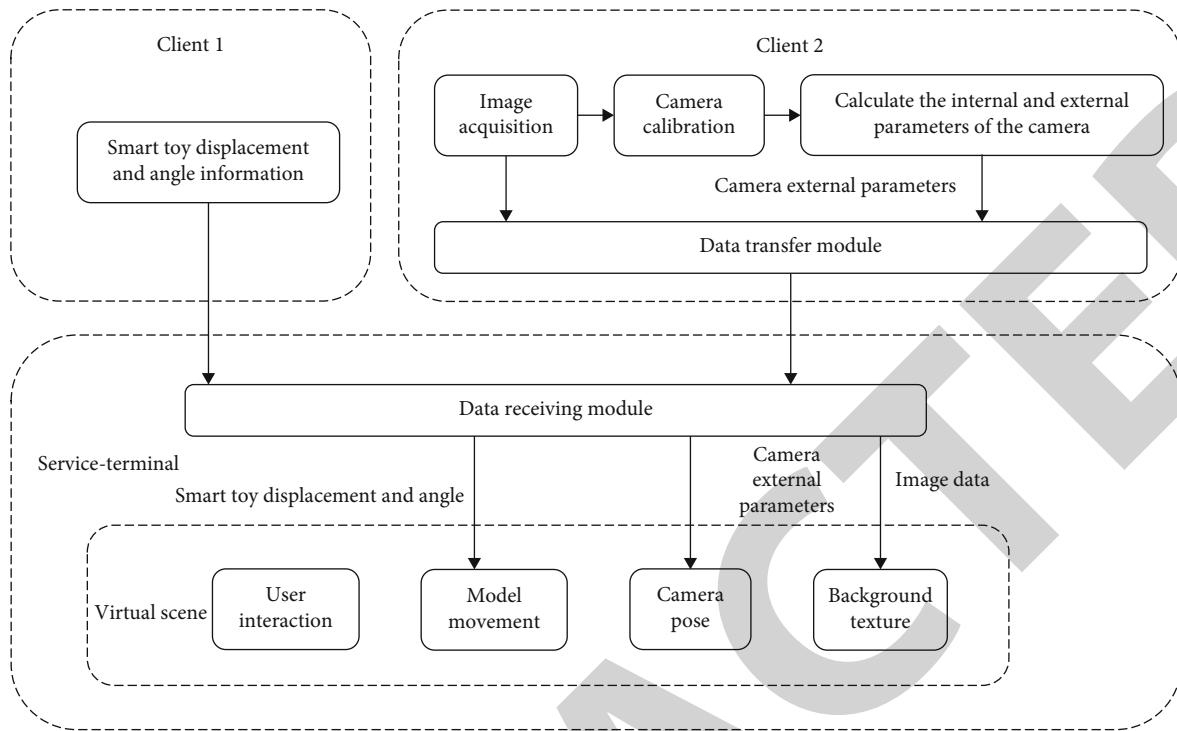 Client 1
Smart toy displacement
and angle information
Client 2
Image
acquisition
Camera
calibration
Calculate the internal and external
parameters of the camera
Camera external parameters
Data transfer module
Data receiving module
Service-terminal
Smart toy displacement and angle
Camera
external
parameters
Image data
Virtual scene
User
interaction
Model
movement
Camera
pose
Background
texture